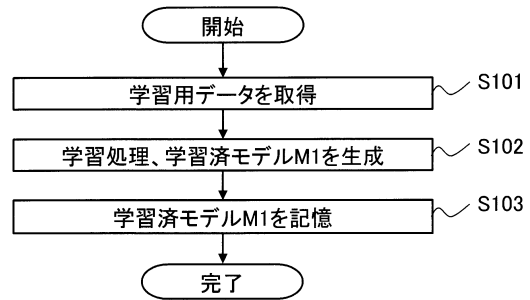 開始
学習用データを取得
S101
学習処理、学習済モデルM1を生成
S102
学習済モデルM1を記憶
S103
完了